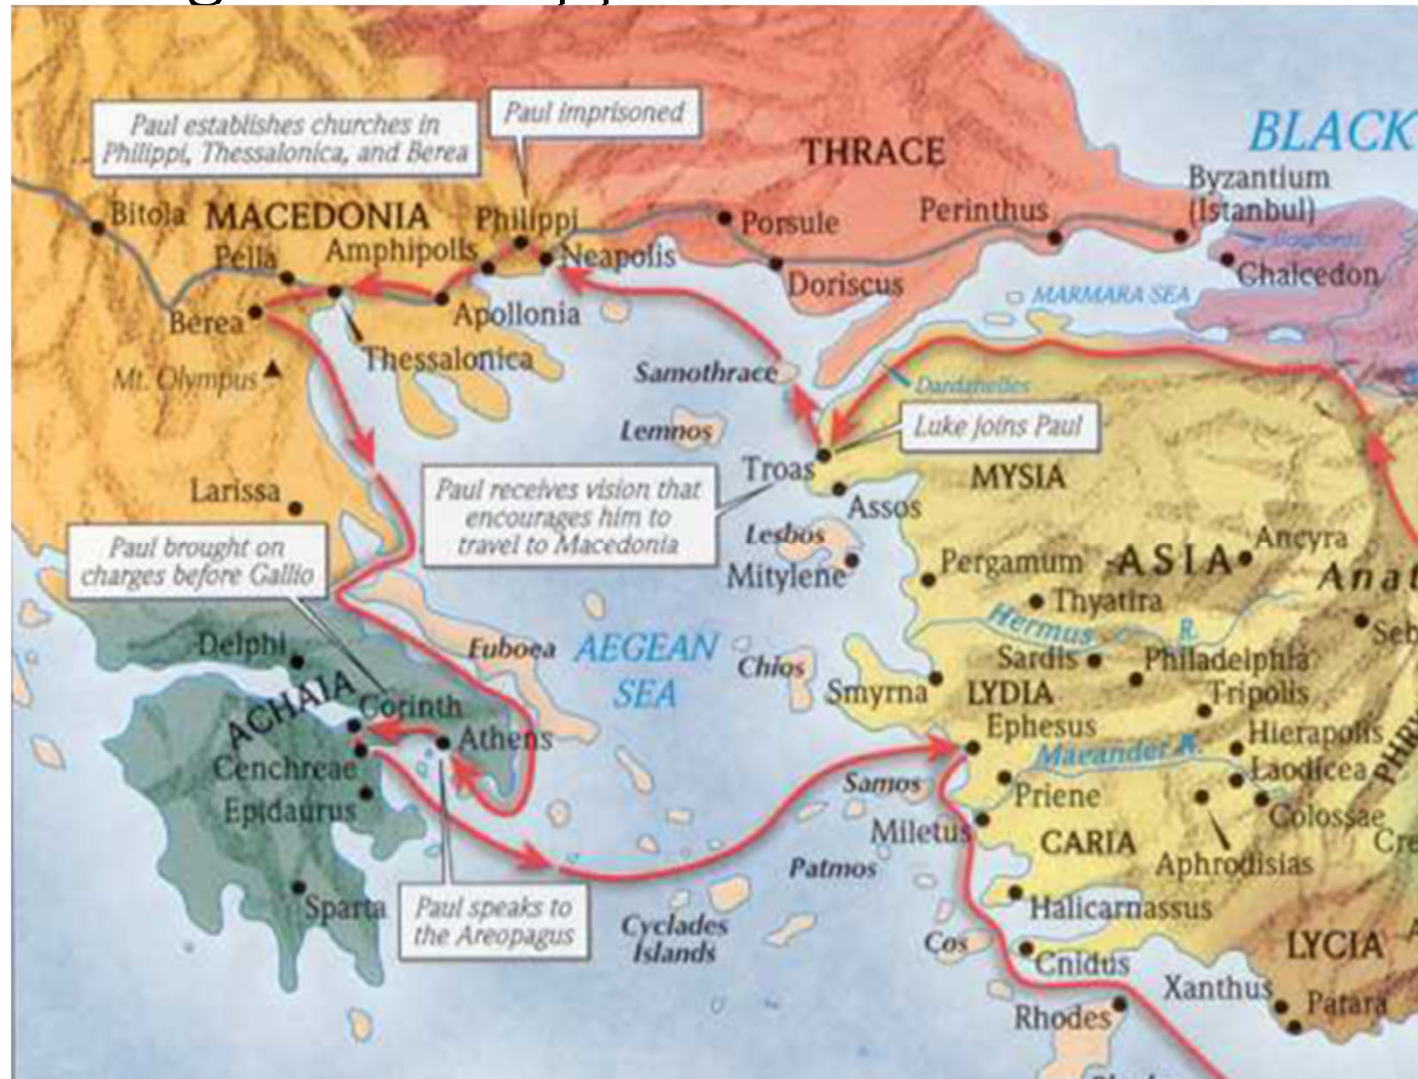 Paul establishes churches in
Philippi, Thessalonica, and Berea
Paul imprisoned
THRACE
BLACK
Byzantium
(Istanbul)
Bitola
MACEDONIA
Philippi
Porsule
Perinthus
Pella
Amphipolls
Neapolis
Chalcedon
Doriscus
MARMARA SEA
Berea
Apollonia
Thessalonica
Mt. Olympus
Samothrace
Dardanelles
Lemnos
Luke joins Paul
Troas
MYSIA
Larissa
Paul receives vision that
encourages him to
travel to Macedonia
Assos
Paul brought on
charges before Gallio
Lesbos
Mitylene
Pergamum
ASIA
Ancyra
Anat
Thyatira
Hermus R.
Seb
Delphi
Euboea
AEGEAN
SEA
Chios
Sardis
Philadelphia
Smyrna
LYDIA
Tripolis
ACHAIA
Corinth
Athens
Ephesus
Hierapolis
PHRY
Maeander R.
Laodicea
Cenchreae
Samos
Priene
Epidaurus
Colossae
Miletus
CARIA
Cre
Patmos
Aphrodisias
Sparta
Paul speaks to
the Areopagus
Cyclades
Islands
Halicarnassus
Cos
LYCIA
Cnidus
Xanthus
Patara
Rhodes